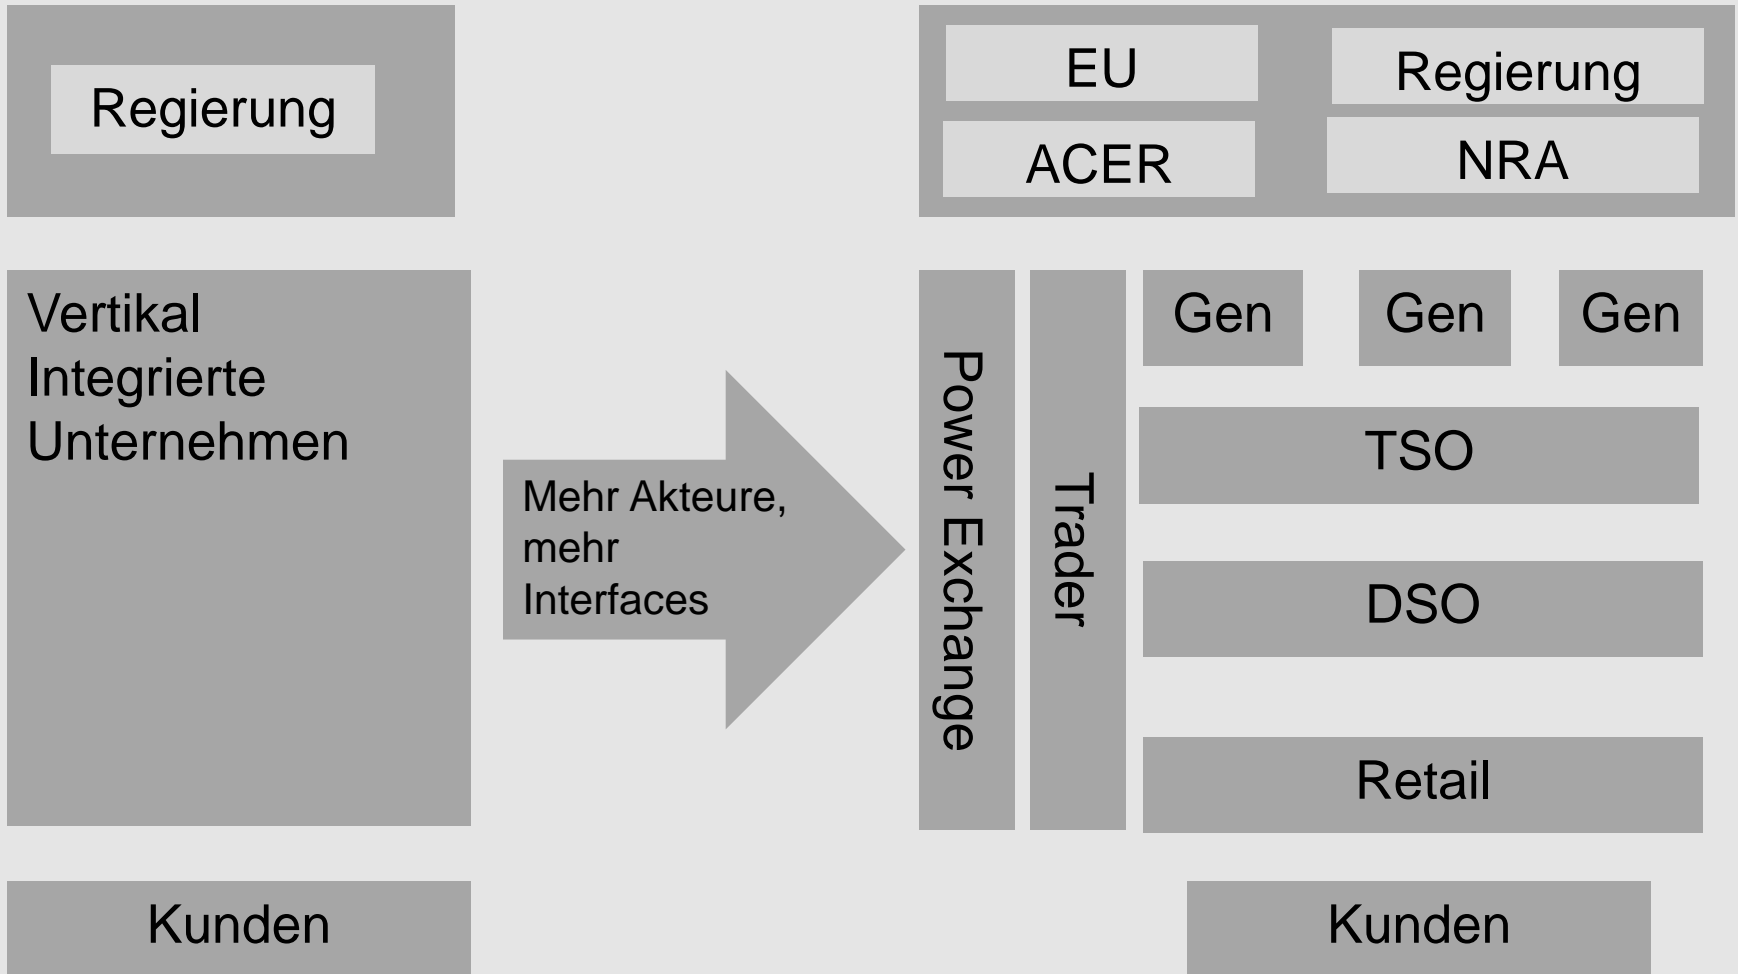 Regierung
Vertikal
Integrierte
Unternehmen
Kunden
Mehr Akteure,
mehr
Interfaces
EU
Regierung
ACER
NRA
Power Exchange
Trader
Gen
Gen
Gen
TSO
DSO
Retail
Kunden